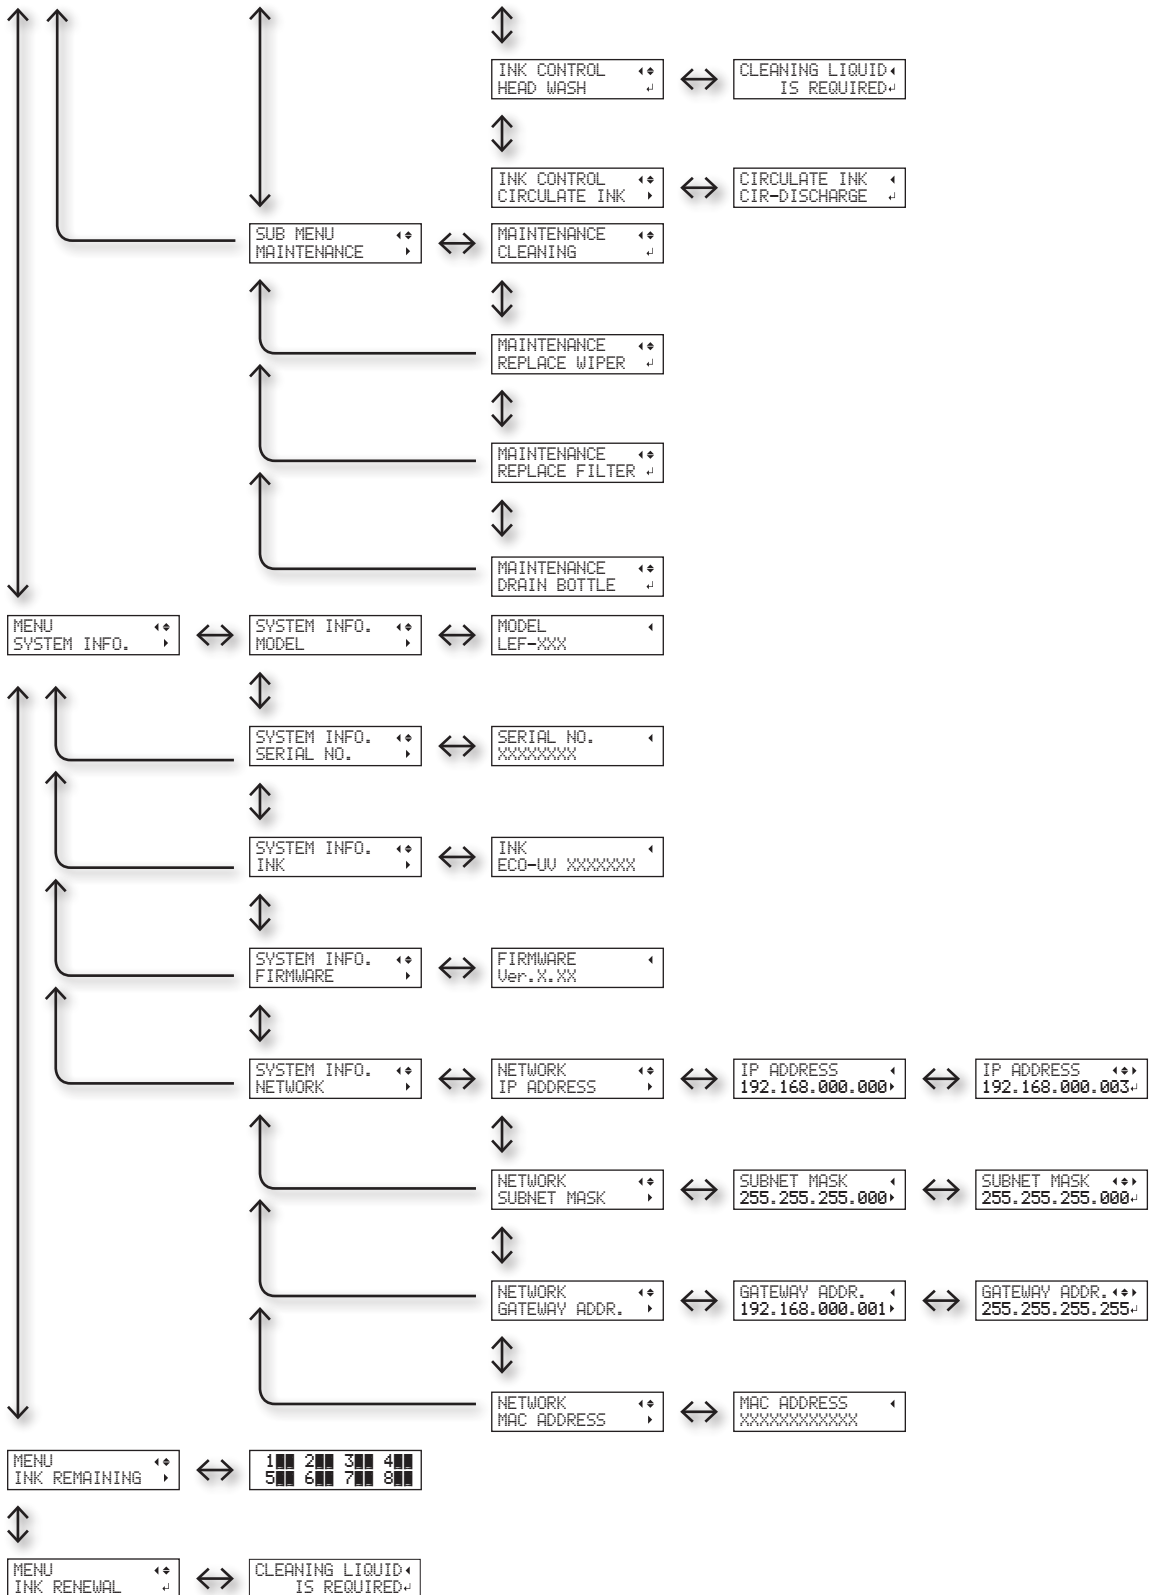 INK CONTROL
HEAD WASH
CLEANING LIQUID
IS REQUIRED
INK CONTROL
CIRCULATE INK
CIRCULATE INK
CIR-DISCHARGE
SUB MENU
MAINTENANCE
MAINTENANCE
CLEANING
MAINTENANCE
REPLACE WIPER
MAINTENANCE
REPLACE FILTER
MAINTENANCE
DRAIN BOTTLE
MENU
SYSTEM INFO.
SYSTEM INFO.
MODEL
MODEL
LEF-XXX
SYSTEM INFO.
SERIAL NO.
SERIAL NO.
XXXXXXXX
SYSTEM INFO.
INK
INK
ECO-UV XXXXXXX
SYSTEM INFO.
FIRMWARE
FIRMWARE
Ver.X.XX
SYSTEM INFO.
NETWORK
NETWORK
IP ADDRESS
IP ADDRESS
192.168.000.000
IP ADDRESS
192.168.000.003
NETWORK
SUBNET MASK
SUBNET MASK
255.255.255.000
SUBNET MASK
255.255.255.000
NETWORK
GATEWAY ADDR.
GATEWAY ADDR.
192.168.000.001
GATEWAY ADDR.
255.255.255.255
NETWORK
MAC ADDRESS
MAC ADDRESS
XXXXXXXXXXXX
MENU
INK REMAINING
1 2 3 4
5 6 7 8
MENU
INK RENEWAL
CLEANING LIQUID
IS REQUIRED